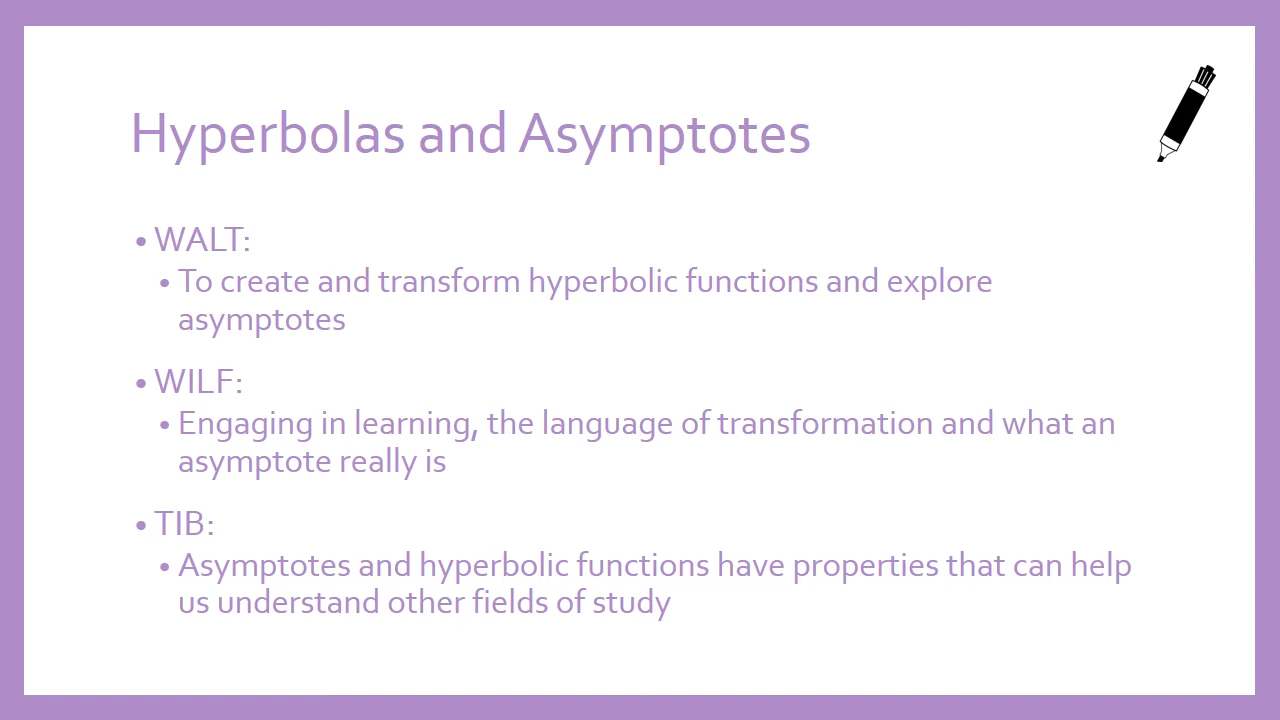 Hyperbolas and Asymptotes
• WALT:
• To create and transform hyperbolic functions and explore
asymptotes
• WILF:
• Engaging in learning, the language of transformation and what an
asymptote really is
• TIB:
• Asymptotes and hyperbolic functions have properties that can help
us understand other fields of study